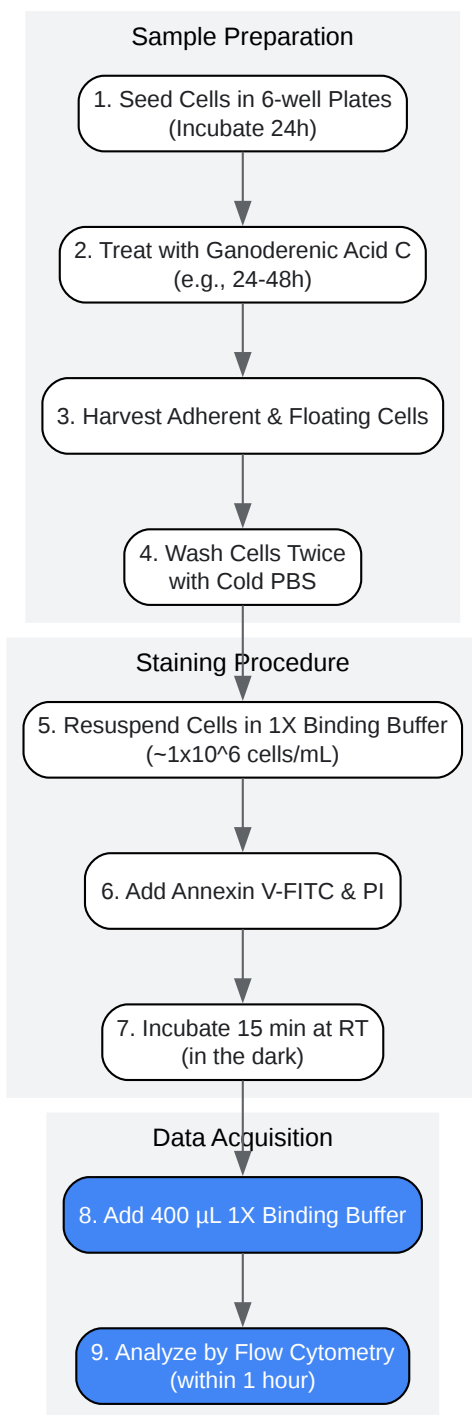 Sample Preparation
1. Seed Cells in 6-well Plates
(Incubate 24h)
2. Treat with Ganoderenic Acid C
(e.g., 24-48h)
3. Harvest Adherent & Floating Cells
4. Wash Cells Twice
with Cold PBS
Staining Procedure
5. Resuspend Cells in 1X Binding Buffer
(~1x10^6 cells/mL)
6. Add Annexin V-FITC & PI
7. Incubate 15 min at RT
(in the dark)
Data Acquisition
8. Add 400 µL 1X Binding Buffer
9. Analyze by Flow Cytometry
(within 1 hour)